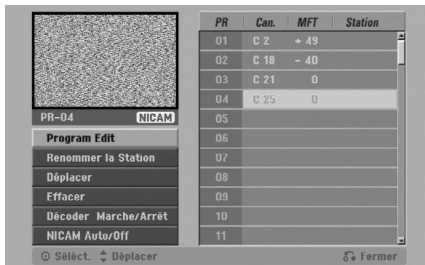 PR Can. MFT Station
01 C 2 + 49
02 C 18 - 40
03 C 21 0
04 C 25 0
05
06
07
08
09
10
11
PR-04 NICAM
Program Edit
Renommer la Station
Déplacer
Effacer
Décoder Marche/Arrêt
NICAM Auto/Off
Séléct. Déplacer Fermer